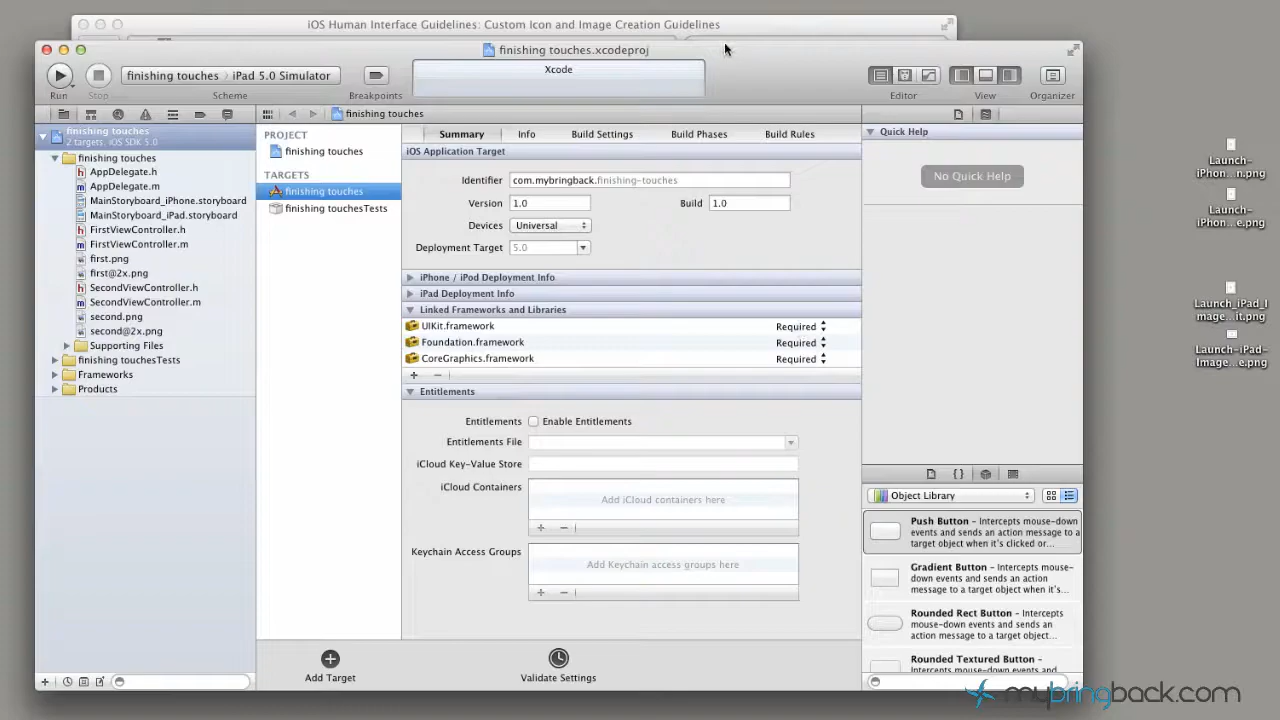 iOS Human Interface Guidelines: Custom Icon and Image Creation Guidelines
finishing touches.xcodeproj
finishing touches
iPad 5.0 Simulator
Xcode
Run
Stop
Scheme
Breakpoints
Editor
View
Organizer
finishing touches
2 targets, iOS SDK 5.0
finishing touches
AppDelegate.h
AppDelegate.m
MainStoryboard_iPhone.storyboard
MainStoryboard_iPad.storyboard
FirstViewController.h
FirstViewController.m
first.png
first@2x.png
SecondViewController.h
SecondViewController.m
second.png
second@2x.png
Supporting Files
finishing touchesTests
Frameworks
Products
finishing touches
PROJECT
finishing touches
TARGETS
finishing touches
finishing touchesTests
Add Target
Summary
Info
Build Settings
Build Phases
Build Rules
iOS Application Target
Identifier com.mybringback.finishing-touches
Version 1.0 Build 1.0
Devices Universal
Deployment Target 5.0
iPhone / iPod Deployment Info
iPad Deployment Info
Linked Frameworks and Libraries
UIKit.framework Required
Foundation.framework Required
CoreGraphics.framework Required
Entitlements
Entitlements Enable Entitlements
Entitlements File
iCloud Key-Value Store
iCloud Containers
Add iCloud containers here
Keychain Access Groups
Add Keychain access groups here
Validate Settings
Quick Help
No Quick Help
{ }
Object Library
Push Button - Intercepts mouse-down
events and sends an action message to a
target object when it's clicked or...
Gradient Button - Intercepts mouse-
down events and sends an action
message to a target object when it's...
Rounded Rect Button - Intercepts
mouse-down events and sends an
action message to a target object...
Rounded Textured Button -
Launch-
iPhon...n.png
Launch-
iPhon...e.png
Launch_iPad_I
mage...it.png
Launch-iPad-
Image...e.png
mybringback.com